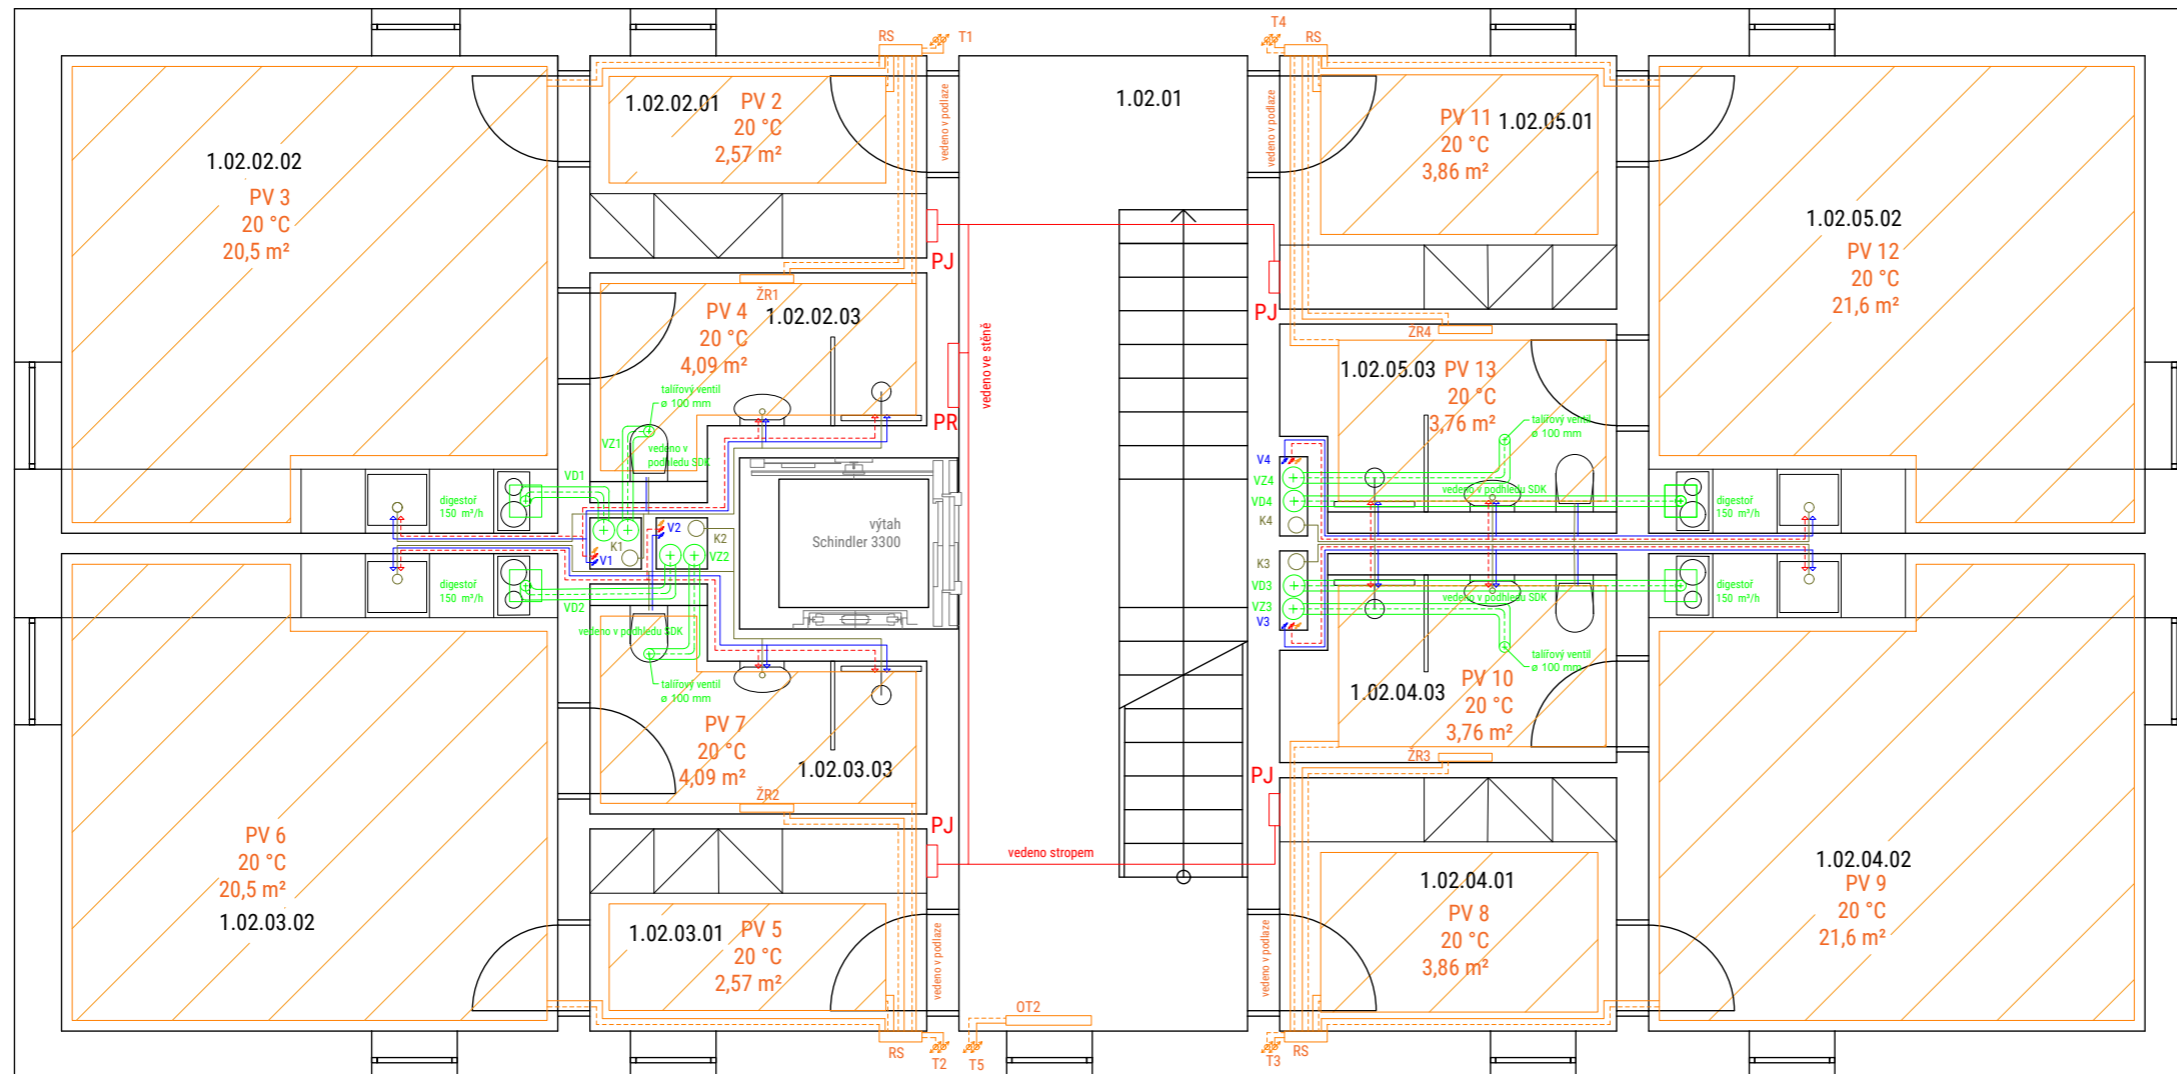 RS
T1
T4
RS
1.02.02.01
PV 2
20 °C
2,57 m²
vedeno v podlaze
1.02.01
vedeno v podlaze
PV 11
20 °C
3,86 m²
1.02.05.01
1.02.02.02
PV 3
20 °C
20,5 m²
1.02.05.02
PV 12
20 °C
21,6 m²
PJ
PJ
ŽR1
PV 4
20 °C
4,09 m²
1.02.02.03
vedeno ve stěně
ŽR4
1.02.05.03
PV 13
20 °C
3,76 m²
talířový ventil
ø 100 mm
PR
talířový ventil
ø 100 mm
VZ1
vedeno v
podhledu SDK
V4
VZ4
VD4
K4
vedeno v podhledu SDK
VD1
digestoř
150 m³/h
digestoř
150 m³/h
výtah
Schindler 3300
K1
V1
V2
K2
VZ2
K3
VD3
VZ3
V3
vedeno v podhledu SDK
digestoř
150 m³/h
VD2
digestoř
150 m³/h
vedeno v podhledu SDK
talířový ventil
ø 100 mm
talířový ventil
ø 100 mm
PV 7
20 °C
4,09 m²
1.02.03.03
1.02.04.03
PV 10
20 °C
3,76 m²
ŽR2
ŽR3
PJ
PJ
vedeno stropem
PV 6
20 °C
20,5 m²
1.02.03.02
1.02.04.02
PV 9
20 °C
21,6 m²
1.02.03.01
PV 5
20 °C
2,57 m²
vedeno v podlaze
vedeno v podlaze
1.02.04.01
PV 8
20 °C
3,86 m²
OT2
RS
T2
T5
T3
RS